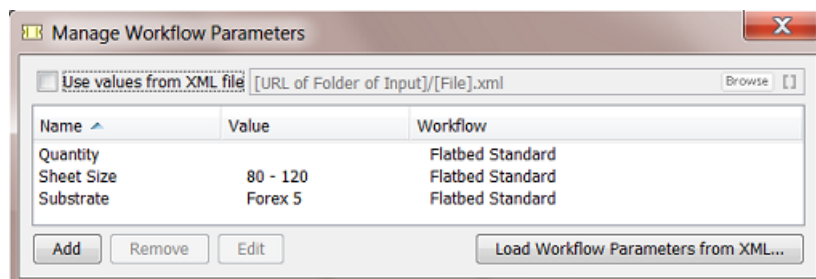 Manage Workflow Parameters
Use values from XML file [URL of Folder of Input]/[File].xml Browse []
Name Value Workflow
Quantity Flatbed Standard
Sheet Size 80 - 120 Flatbed Standard
Substrate Forex 5 Flatbed Standard
Add Remove Edit Load Workflow Parameters from XML...